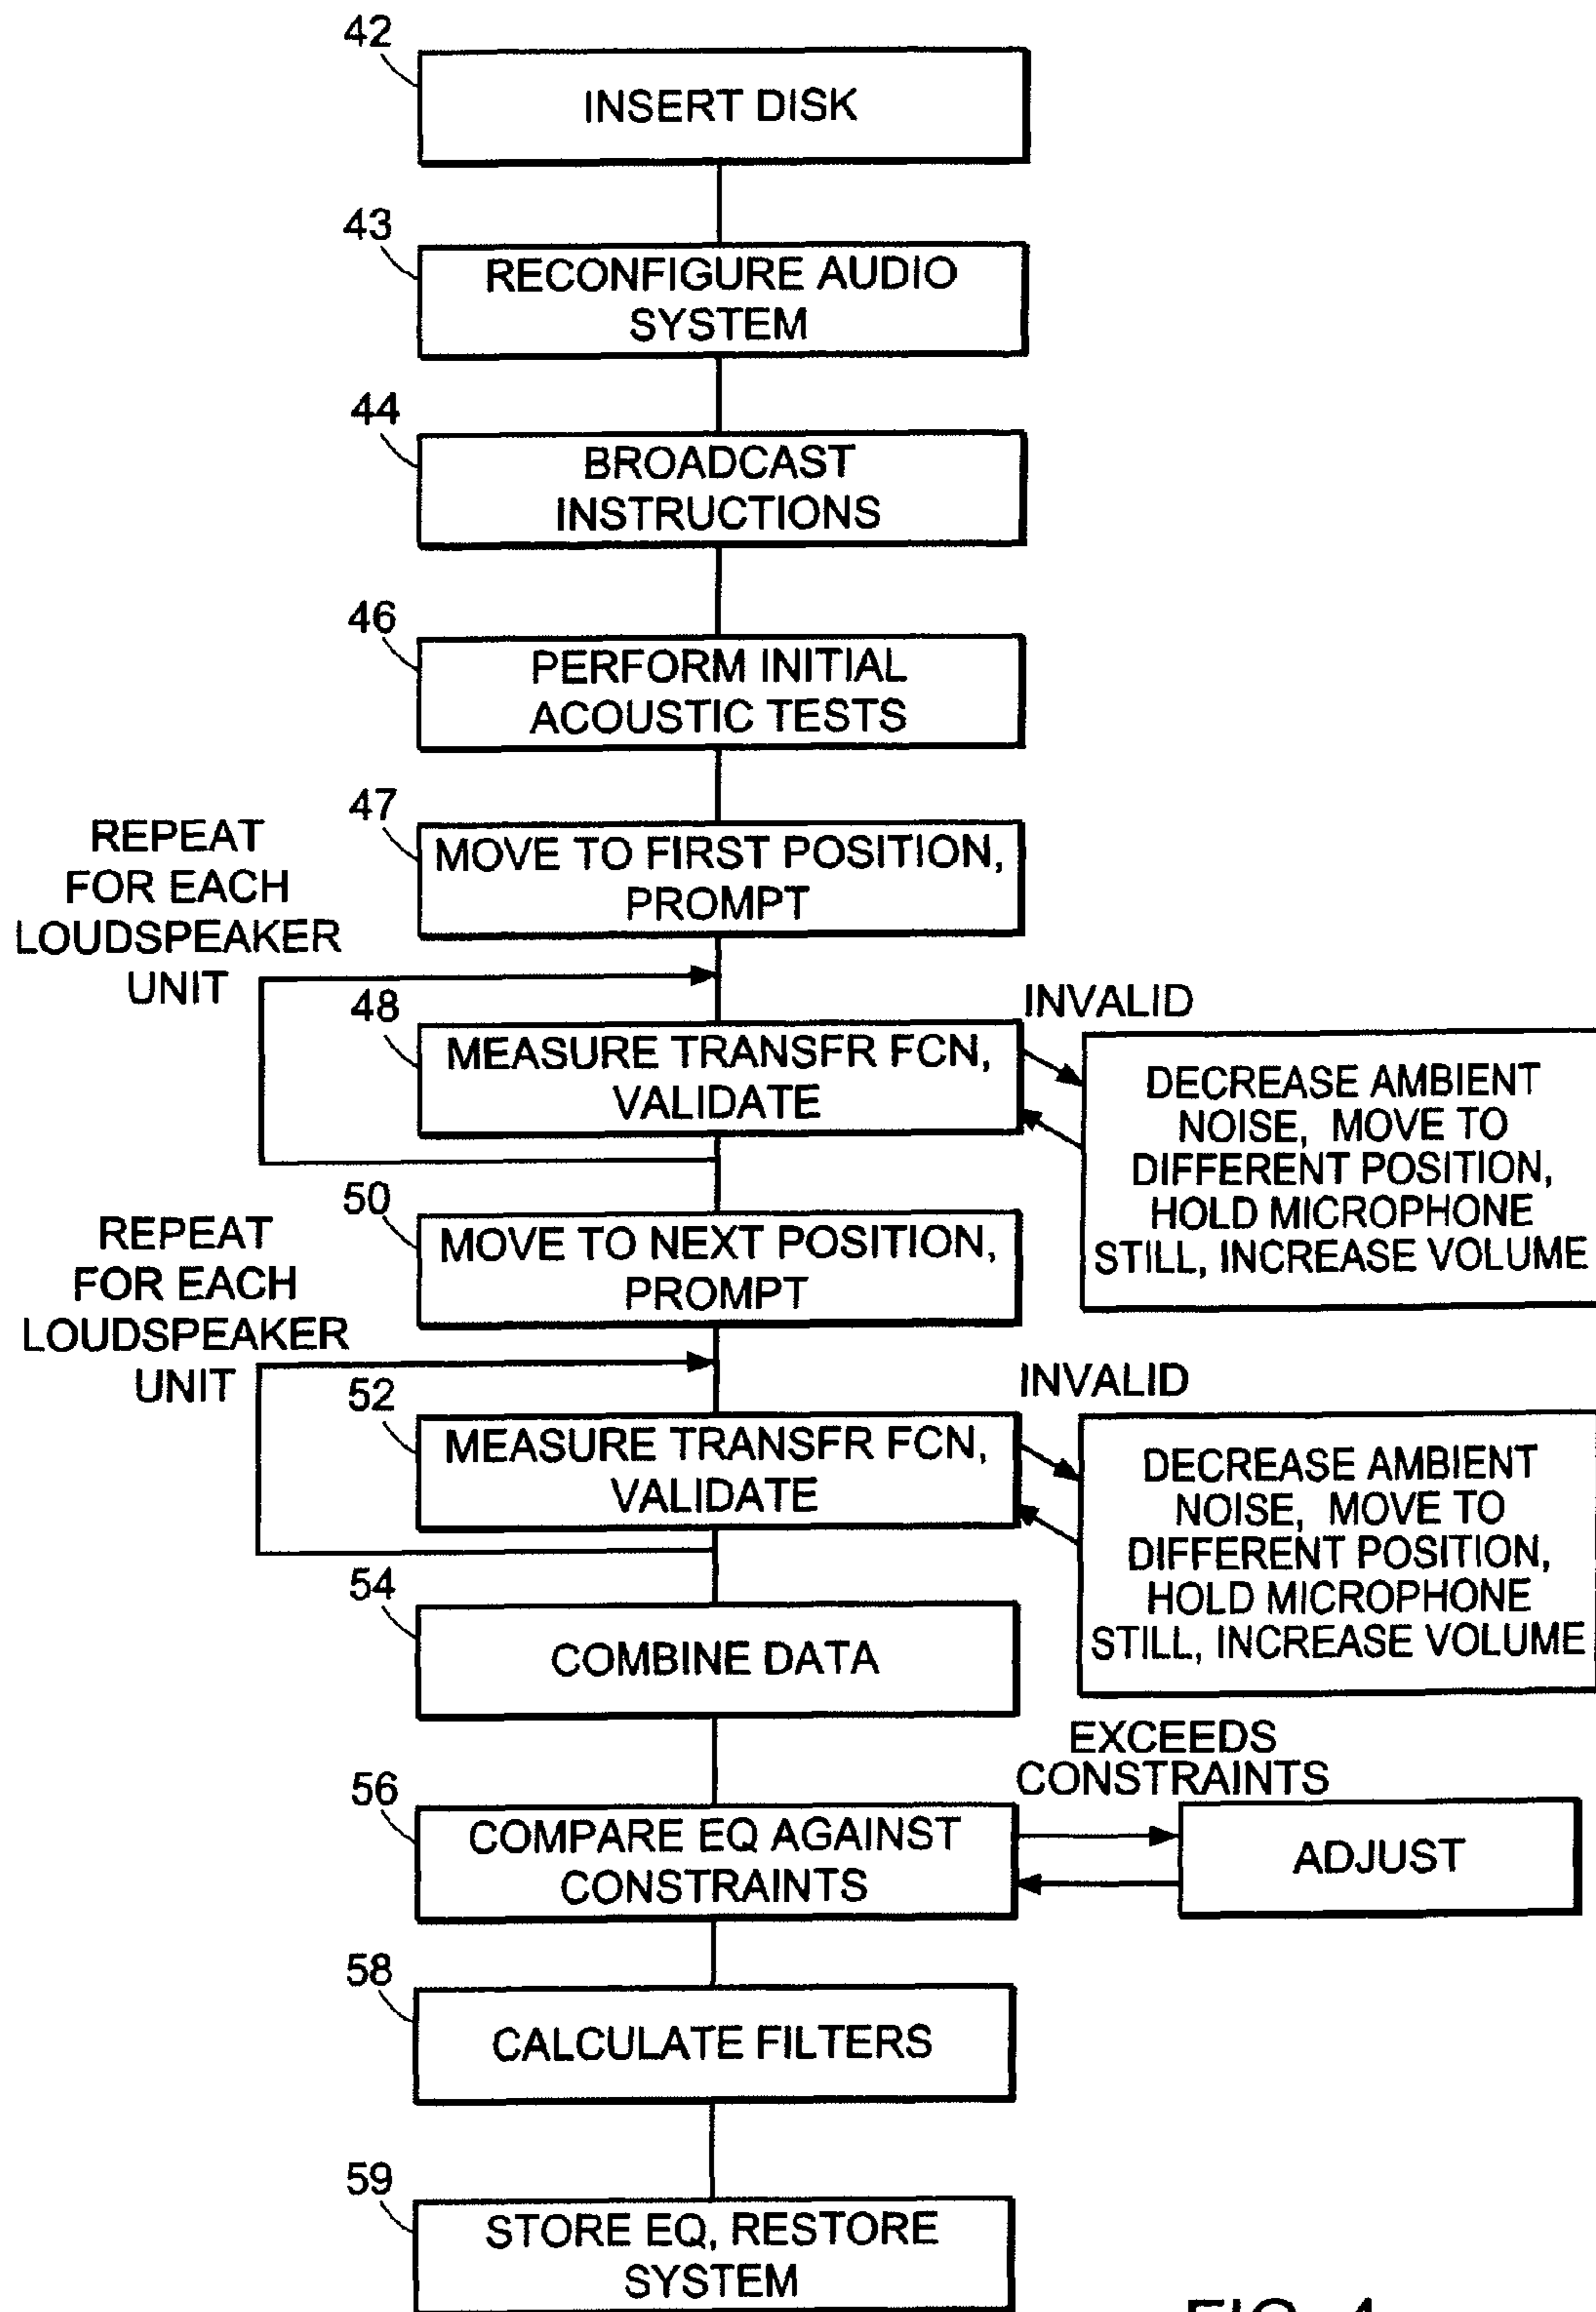 42
INSERT DISK
43
RECONFIGURE AUDIO
SYSTEM
44
BROADCAST
INSTRUCTIONS
46
PERFORM INITIAL
ACOUSTIC TESTS
47
MOVE TO FIRST POSITION,
PROMPT
REPEAT
FOR EACH
LOUDSPEAKER
UNIT
48
MEASURE TRANSFR FCN,
VALIDATE
INVALID
DECREASE AMBIENT
NOISE, MOVE TO
DIFFERENT POSITION,
HOLD MICROPHONE
STILL, INCREASE VOLUME
50
MOVE TO NEXT POSITION,
PROMPT
REPEAT
FOR EACH
LOUDSPEAKER
UNIT
52
MEASURE TRANSFR FCN,
VALIDATE
INVALID
DECREASE AMBIENT
NOISE, MOVE TO
DIFFERENT POSITION,
HOLD MICROPHONE
STILL, INCREASE VOLUME
54
COMBINE DATA
56
COMPARE EQ AGAINST
CONSTRAINTS
EXCEEDS
CONSTRAINTS
ADJUST
58
CALCULATE FILTERS
59
STORE EQ, RESTORE
SYSTEM
FIG. 4